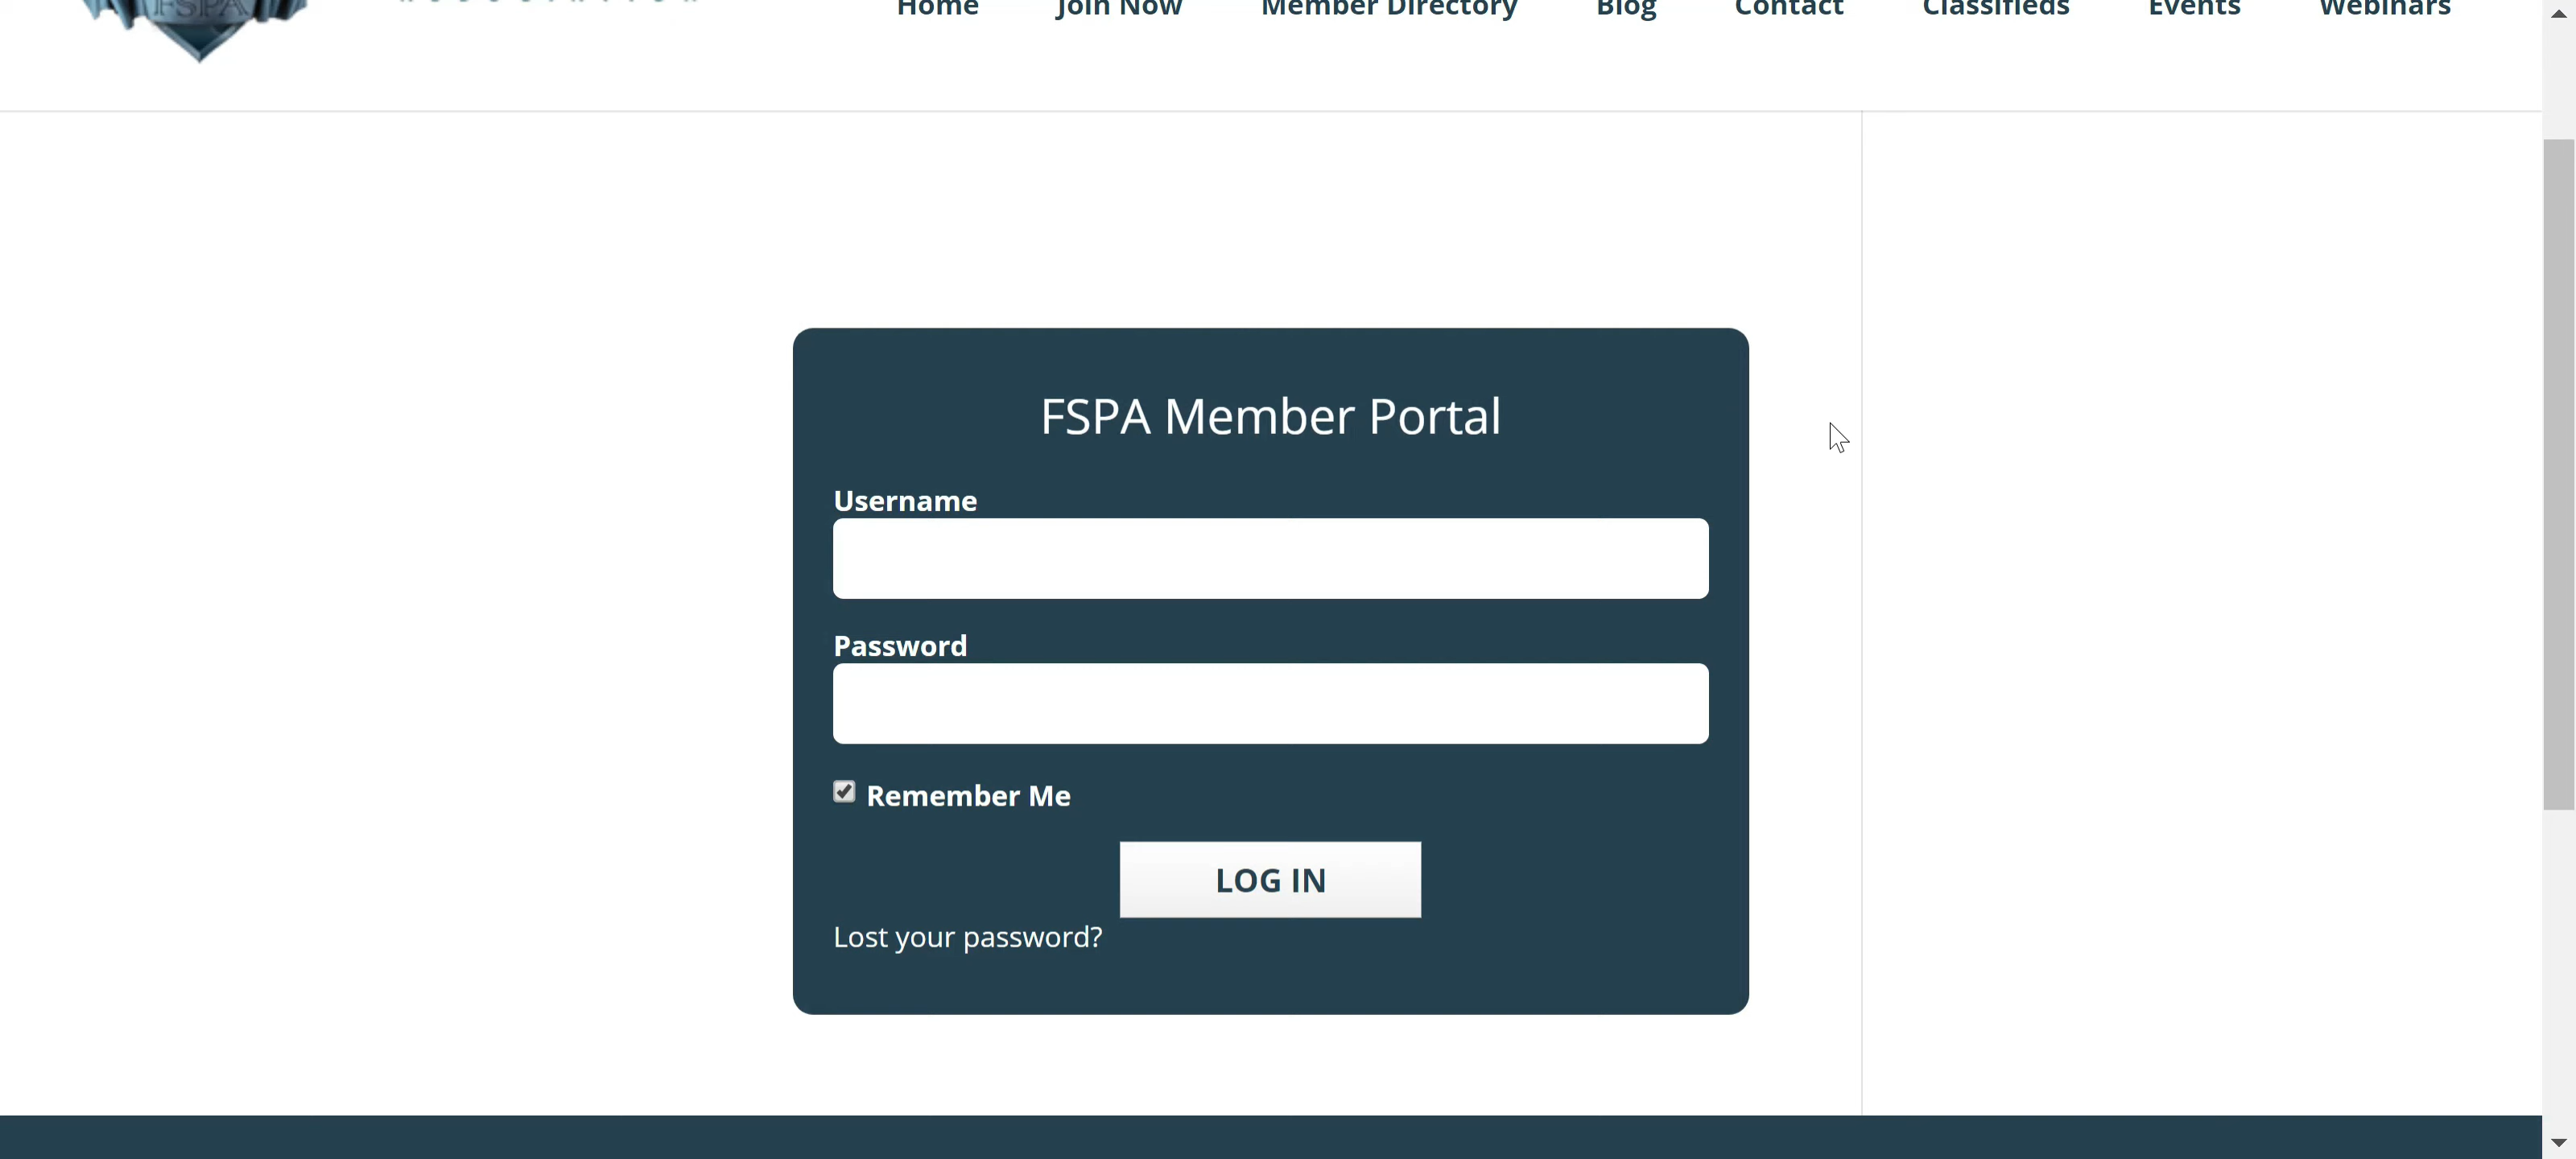 FSPA
Home Join Now Member Directory Blog Contact Classifieds Events Webinars
FSPA Member Portal
Username
Password
Remember Me
LOG IN
Lost your password?